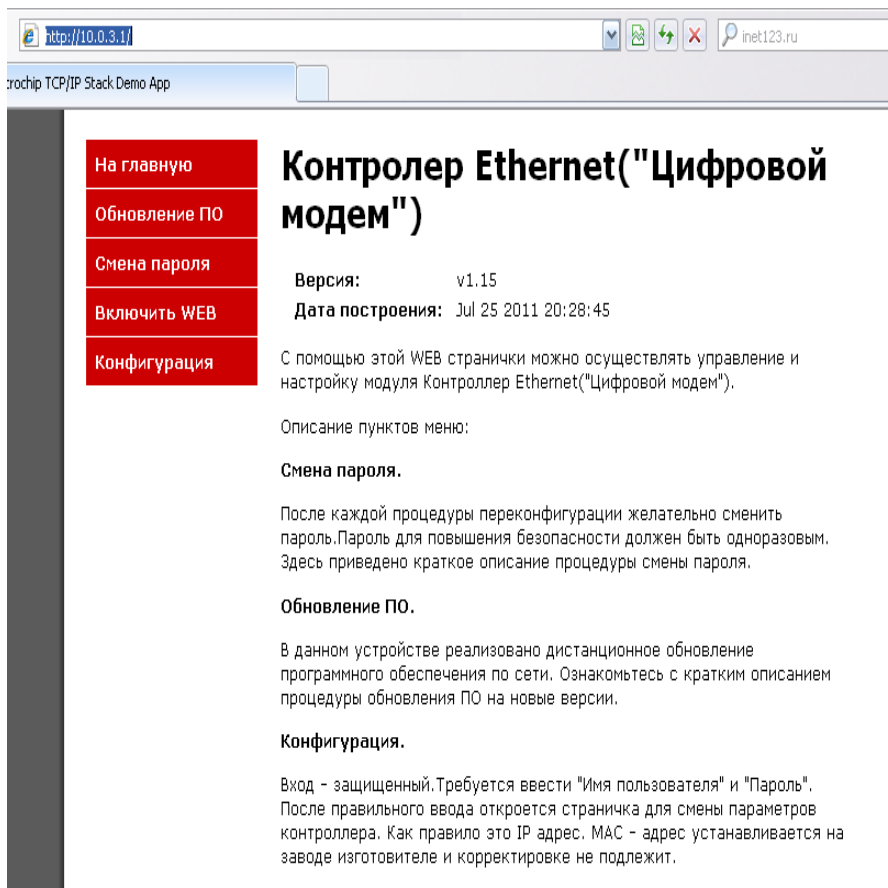 http://10.0.3.1/
inet123.ru
crochip TCP/IP Stack Demo App
На главную
Обновление ПО
Смена пароля
Включить WEB
Конфигурация
Контролер Ethernet("Цифровой
модем")
Версия: v1.15
Дата построения: Jul 25 2011 20:28:45
С помощью этой WEB странички можно осуществлять управление и
настройку модуля Контроллер Ethernet("Цифровой модем").
Описание пунктов меню:
Смена пароля.
После каждой процедуры переконфигурации желательно сменить
пароль.Пароль для повышения безопасности должен быть одноразовым.
Здесь приведено краткое описание процедуры смены пароля.
Обновление ПО.
В данном устройстве реализовано дистанционное обновление
программного обеспечения по сети. Ознакомьтесь с кратким описанием
процедуры обновления ПО на новые версии.
Конфигурация.
Вход – защищенный.Требуется ввести "Имя пользователя" и "Пароль".
После правильного ввода откроется страничка для смены параметров
контроллера. Как правило это IP адрес. MAC – адрес устанавливается на
заводе изготовителе и корректировке не подлежит.